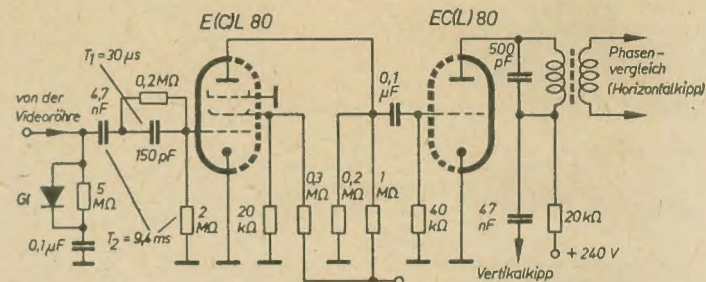 E(C)L 80
EC(L) 80
T1 = 30 µs
0,2 MΩ
4,7
nF
150 pF
von der
Videoröhre
Gl
5
MΩ
0,1 µF
T2 = 9,4 ms
2
MΩ
20
kΩ
0,3
MΩ
0,2
MΩ
1
MΩ
0,1
µF
40
kΩ
500
pF
47
nF
Vertikalkipp
20 kΩ
+ 240 V
Phasen-
vergleich
(Horizontalkipp)